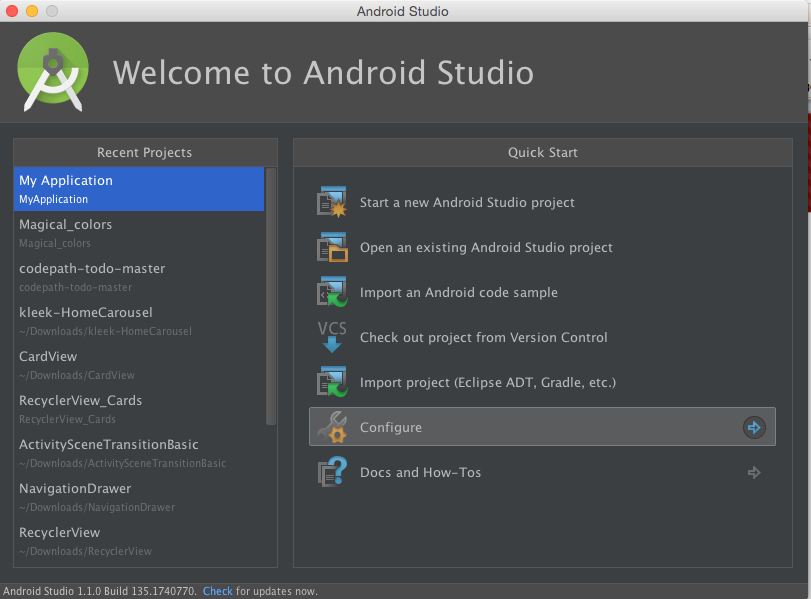 Android Studio
Welcome to Android Studio
Recent Projects
My Application
MyApplication
Magical_colors
Magical_colors
codepath-todo-master
codepath-todo-master
kleek-HomeCarousel
~/Downloads/kleek-HomeCarousel
CardView
~/Downloads/CardView
RecyclerView_Cards
RecyclerView_Cards
ActivitySceneTransitionBasic
~/Downloads/ActivitySceneTransitionBasic
NavigationDrawer
~/Downloads/NavigationDrawer
RecyclerView
~/Downloads/RecyclerView
Quick Start
Start a new Android Studio project
Open an existing Android Studio project
Import an Android code sample
VCS
Check out project from Version Control
Import project (Eclipse ADT, Gradle, etc.)
Configure
Docs and How-Tos
Android Studio 1.1.0 Build 135.1740770. Check for updates now.